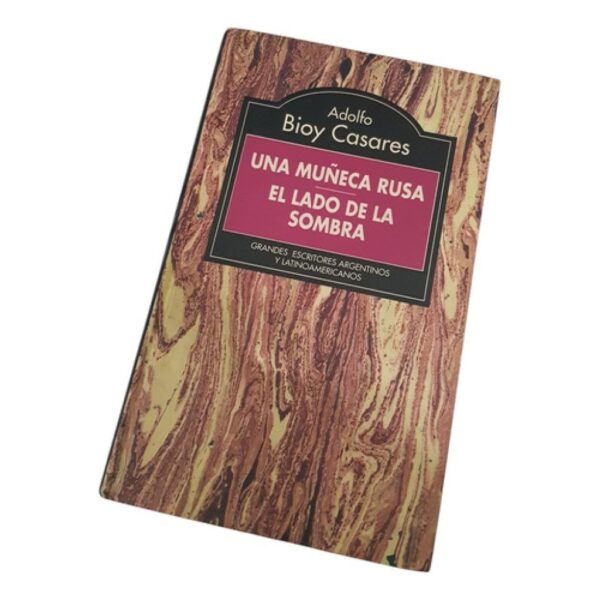 Adolfo
Bioy Casares
UNA MUÑECA RUSA
EL LADO DE LA
SOMBRA
GRANDES ESCRITORES ARGENTINOS
Y LATINOAMERICANOS